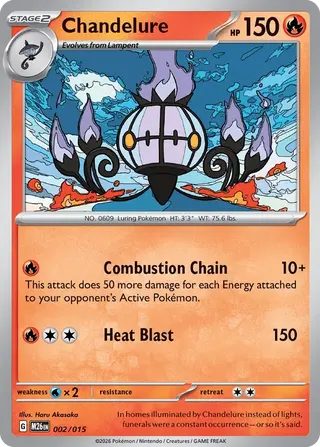 STAGE2
Chandelure
HP 150
Evolves from Lampent
NO. 0609 Luring Pokémon HT: 3'3" WT: 75.6 lbs.
Combustion Chain 10+
This attack does 50 more damage for each Energy attached
to your opponent's Active Pokémon.
Heat Blast 150
weakness ×2 resistance retreat
Illus. Haru Akasaka
G M26 EN 002/015
In homes illuminated by Chandelure instead of lights,
funerals were a constant occurrence—or so it's said.
©2026 Pokémon / Nintendo / Creatures / GAME FREAK